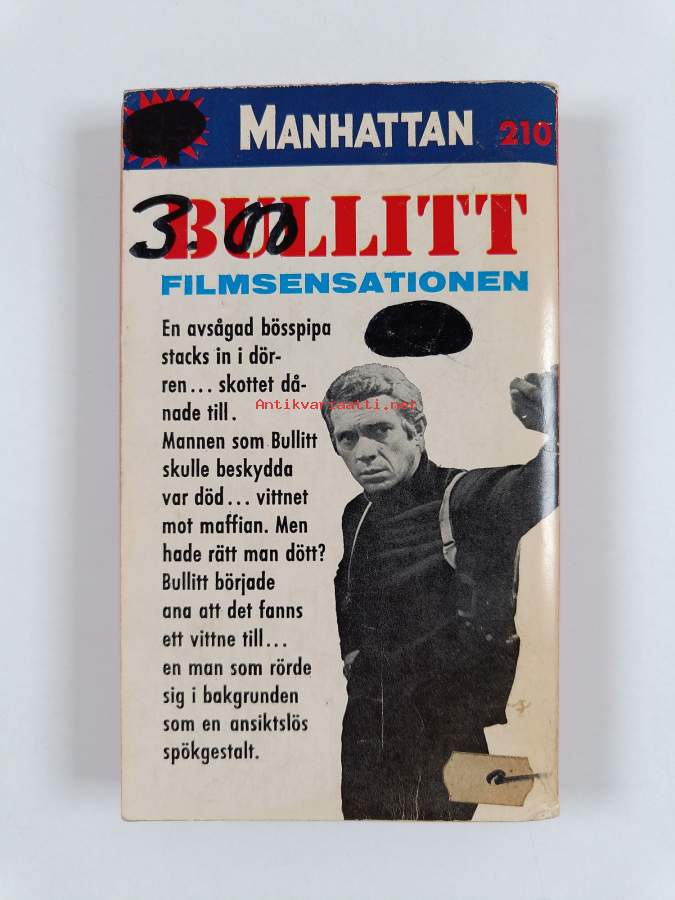 MANHATTAN 210
3.00
BULLITT
FILMSENSATIONEN
En avsågad bösspipa
stacks in i dör-
ren... skottet då-
nade till.
Antikvariaatti.net
Mannen som Bullitt
skulle beskydda
var död... vittnet
mot maffian. Men
hade rätt man dött?
Bullitt började
ana att det fanns
ett vittne till...
en man som rörde
sig i bakgrunden
som en ansiktslös
spökgestalt.